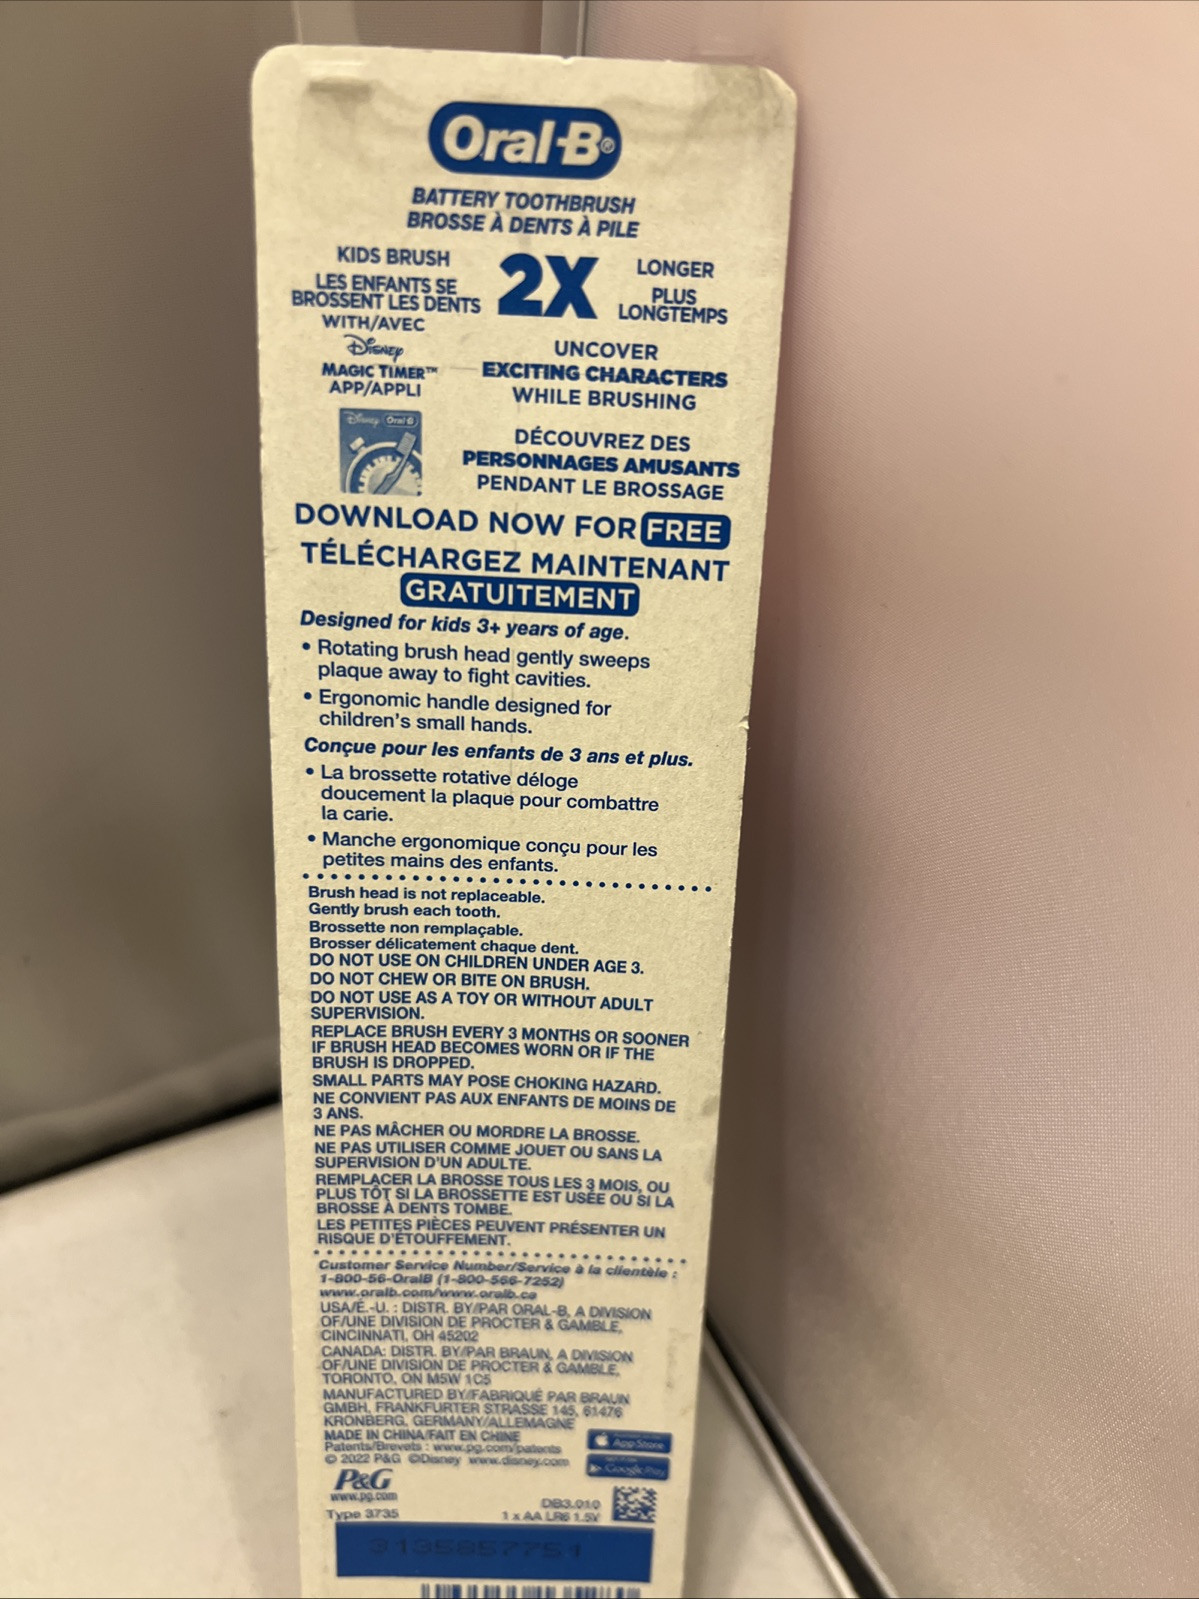 Oral-B®
BATTERY TOOTHBRUSH
BROSSE À DENTS À PILE
KIDS BRUSH
LES ENFANTS SE
BROSSENT LES DENTS
2X
LONGER
PLUS
LONGTEMPS
WITH/AVEC
Disney
MAGIC TIMER™
APP/APPLI
Disney Oral-B
UNCOVER
EXCITING CHARACTERS
WHILE BRUSHING
DÉCOUVREZ DES
PERSONNAGES AMUSANTS
PENDANT LE BROSSAGE
DOWNLOAD NOW FOR FREE
TÉLÉCHARGEZ MAINTENANT
GRATUITEMENT
Designed for kids 3+ years of age.
• Rotating brush head gently sweeps
plaque away to fight cavities.
• Ergonomic handle designed for
children's small hands.
Conçue pour les enfants de 3 ans et plus.
• La brossette rotative déloge
doucement la plaque pour combattre
la carie.
• Manche ergonomique conçu pour les
petites mains des enfants.
Brush head is not replaceable.
Gently brush each tooth.
Brossette non remplaçable.
Brosser délicatement chaque dent.
DO NOT USE ON CHILDREN UNDER AGE 3.
DO NOT CHEW OR BITE ON BRUSH.
DO NOT USE AS A TOY OR WITHOUT ADULT
SUPERVISION.
REPLACE BRUSH EVERY 3 MONTHS OR SOONER
IF BRUSH HEAD BECOMES WORN OR IF THE
BRUSH IS DROPPED.
SMALL PARTS MAY POSE CHOKING HAZARD.
NE CONVIENT PAS AUX ENFANTS DE MOINS DE
3 ANS.
NE PAS MÂCHER OU MORDRE LA BROSSE.
NE PAS UTILISER COMME JOUET OU SANS LA
SUPERVISION D'UN ADULTE.
REMPLACER LA BROSSE TOUS LES 3 MOIS, OU
PLUS TÔT SI LA BROSSETTE EST USÉE OU SI LA
BROSSE À DENTS TOMBE.
LES PETITES PIÈCES PEUVENT PRÉSENTER UN
RISQUE D'ÉTOUFFEMENT.
Customer Service Number/Service à la clientèle :
1-800-56-OralB (1-800-566-7252)
www.oralb.com/www.oralb.ca
USA/É.-U. : DISTR. BY/PAR ORAL-B, A DIVISION
OF/UNE DIVISION DE PROCTER & GAMBLE,
CINCINNATI, OH 45202
CANADA: DISTR. BY/PAR BRAUN, A DIVISION
OF/UNE DIVISION DE PROCTER & GAMBLE,
TORONTO, ON M5W 1C5
MANUFACTURED BY/FABRIQUÉ PAR BRAUN
GMBH, FRANKFURTER STRASSE 145, 61476
KRONBERG, GERMANY/ALLEMAGNE
MADE IN CHINA/FAIT EN CHINE
Patents/Brevets : www.pg.com/patents
© 2022 P&G ©Disney www.disney.com
App Store
Google Play
P&G
www.pg.com
Type 3735
DB3.010
1 x AA LR6 1.5V
3135857751